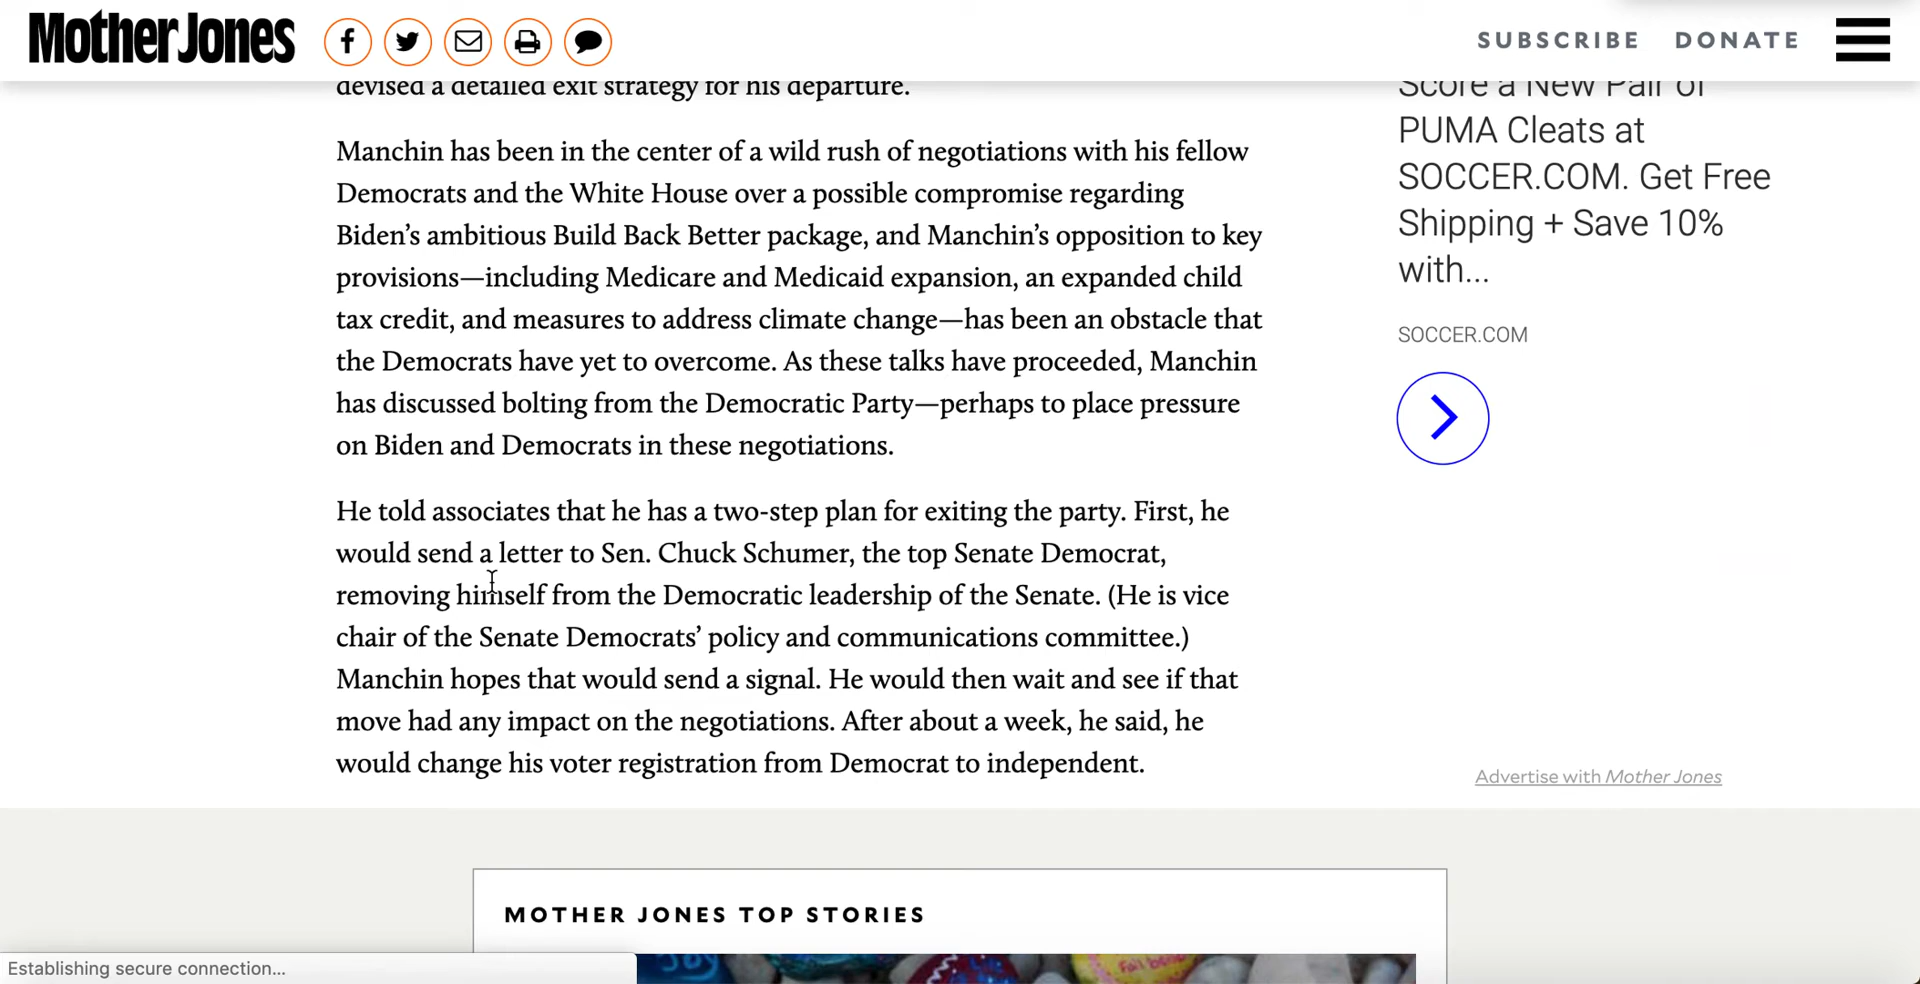 Mother Jones
SUBSCRIBE DONATE
devised a detailed exit strategy for his departure.
Manchin has been in the center of a wild rush of negotiations with his fellow
Democrats and the White House over a possible compromise regarding
Biden’s ambitious Build Back Better package, and Manchin’s opposition to key
provisions—including Medicare and Medicaid expansion, an expanded child
tax credit, and measures to address climate change—has been an obstacle that
the Democrats have yet to overcome. As these talks have proceeded, Manchin
has discussed bolting from the Democratic Party—perhaps to place pressure
on Biden and Democrats in these negotiations.
He told associates that he has a two-step plan for exiting the party. First, he
would send a letter to Sen. Chuck Schumer, the top Senate Democrat,
removing himself from the Democratic leadership of the Senate. (He is vice
chair of the Senate Democrats’ policy and communications committee.)
Manchin hopes that would send a signal. He would then wait and see if that
move had any impact on the negotiations. After about a week, he said, he
would change his voter registration from Democrat to independent.
Score a New Pair of
PUMA Cleats at
SOCCER.COM. Get Free
Shipping + Save 10%
with...
SOCCER.COM
Advertise with Mother Jones
MOTHER JONES TOP STORIES
Joy
Establishing secure connection...